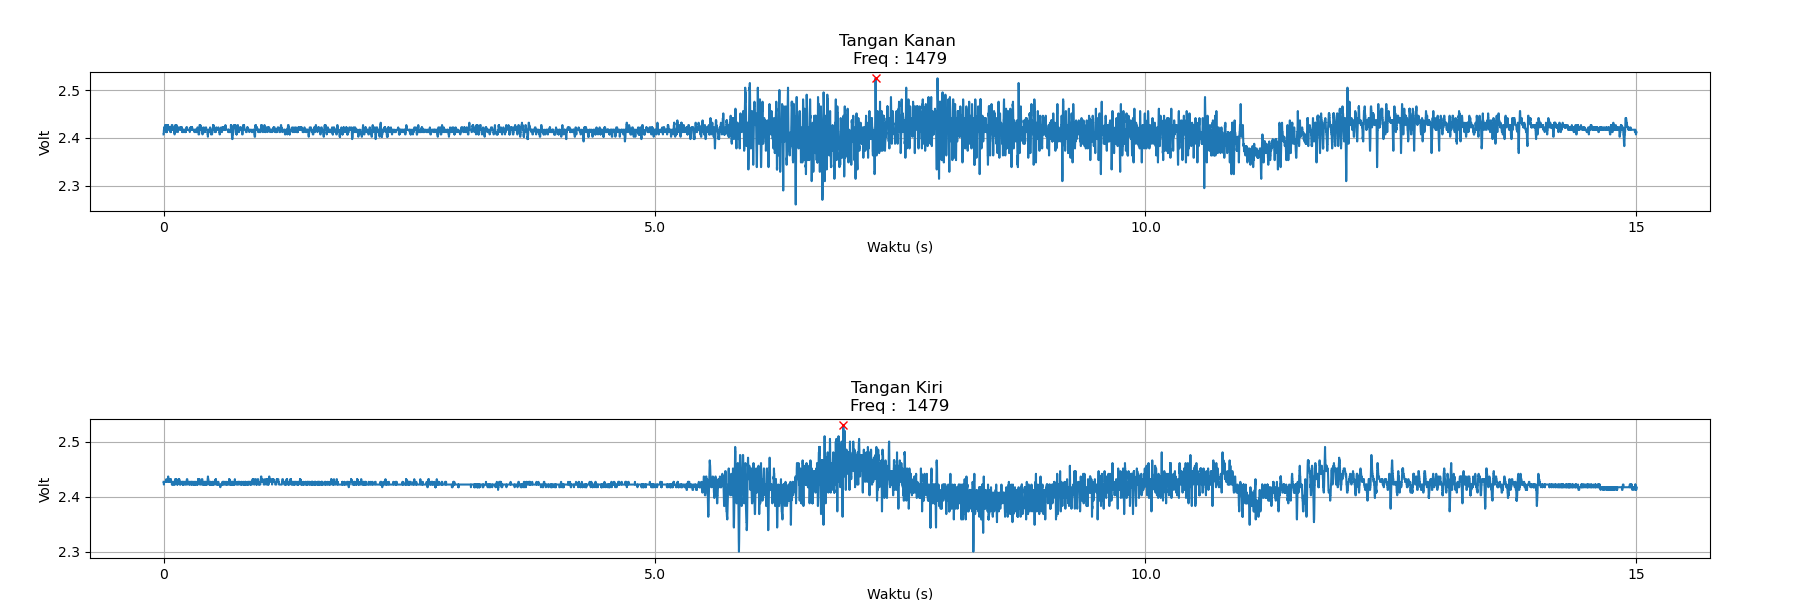 Tangan Kanan
Freq : 1479
Volt
2.5
2.4
2.3
0 5.0 10.0 15
Waktu (s)
Tangan Kiri
Freq :  1479
Volt
2.5
2.4
2.3
0 5.0 10.0 15
Waktu (s)